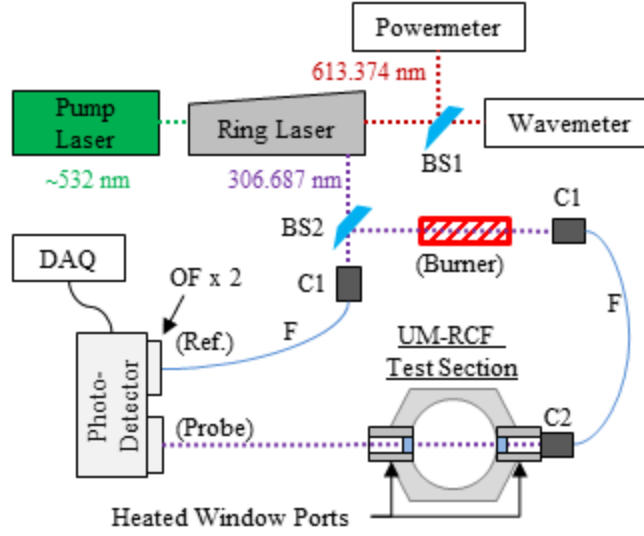 Powermeter
613.374 nm
Pump
Laser
Ring Laser
Wavemeter
BS1
~532 nm
306.687 nm
C1
BS2
DAQ
OF x 2
C1
(Burner)
F
(Ref.)
F
UM-RCF
Test Section
Photo-
Detector
(Probe)
C2
Heated Window Ports